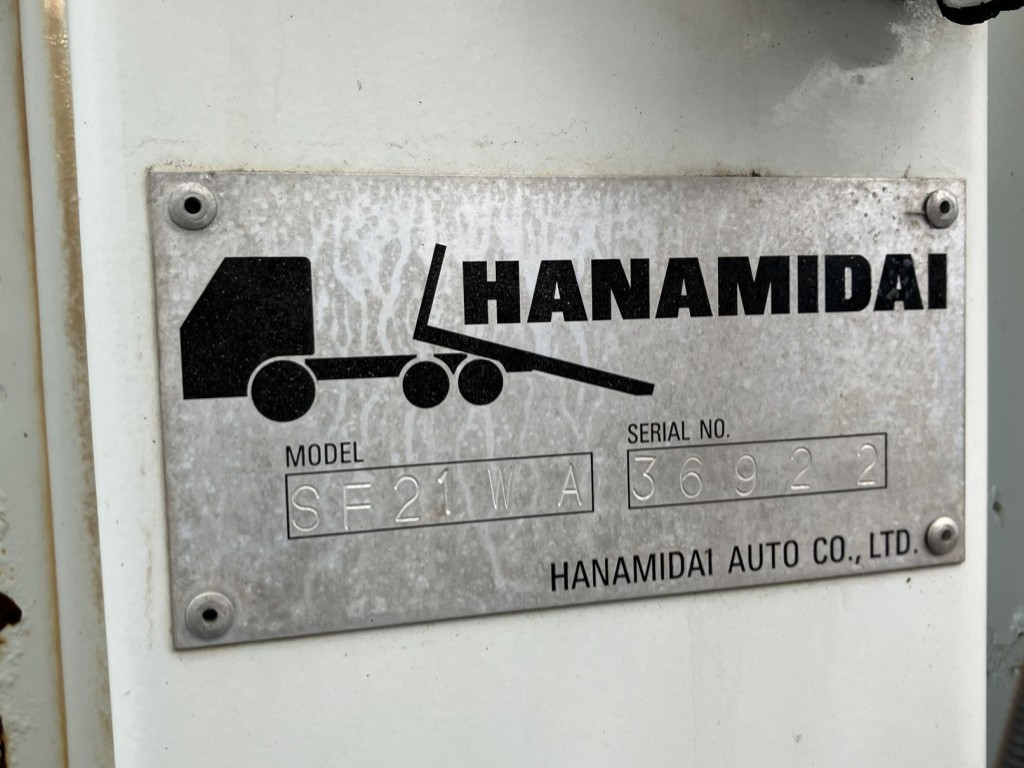 HANAMIDAI
MODEL
SF21WA
SERIAL NO.
36922
HANAMIDAI AUTO CO., LTD.